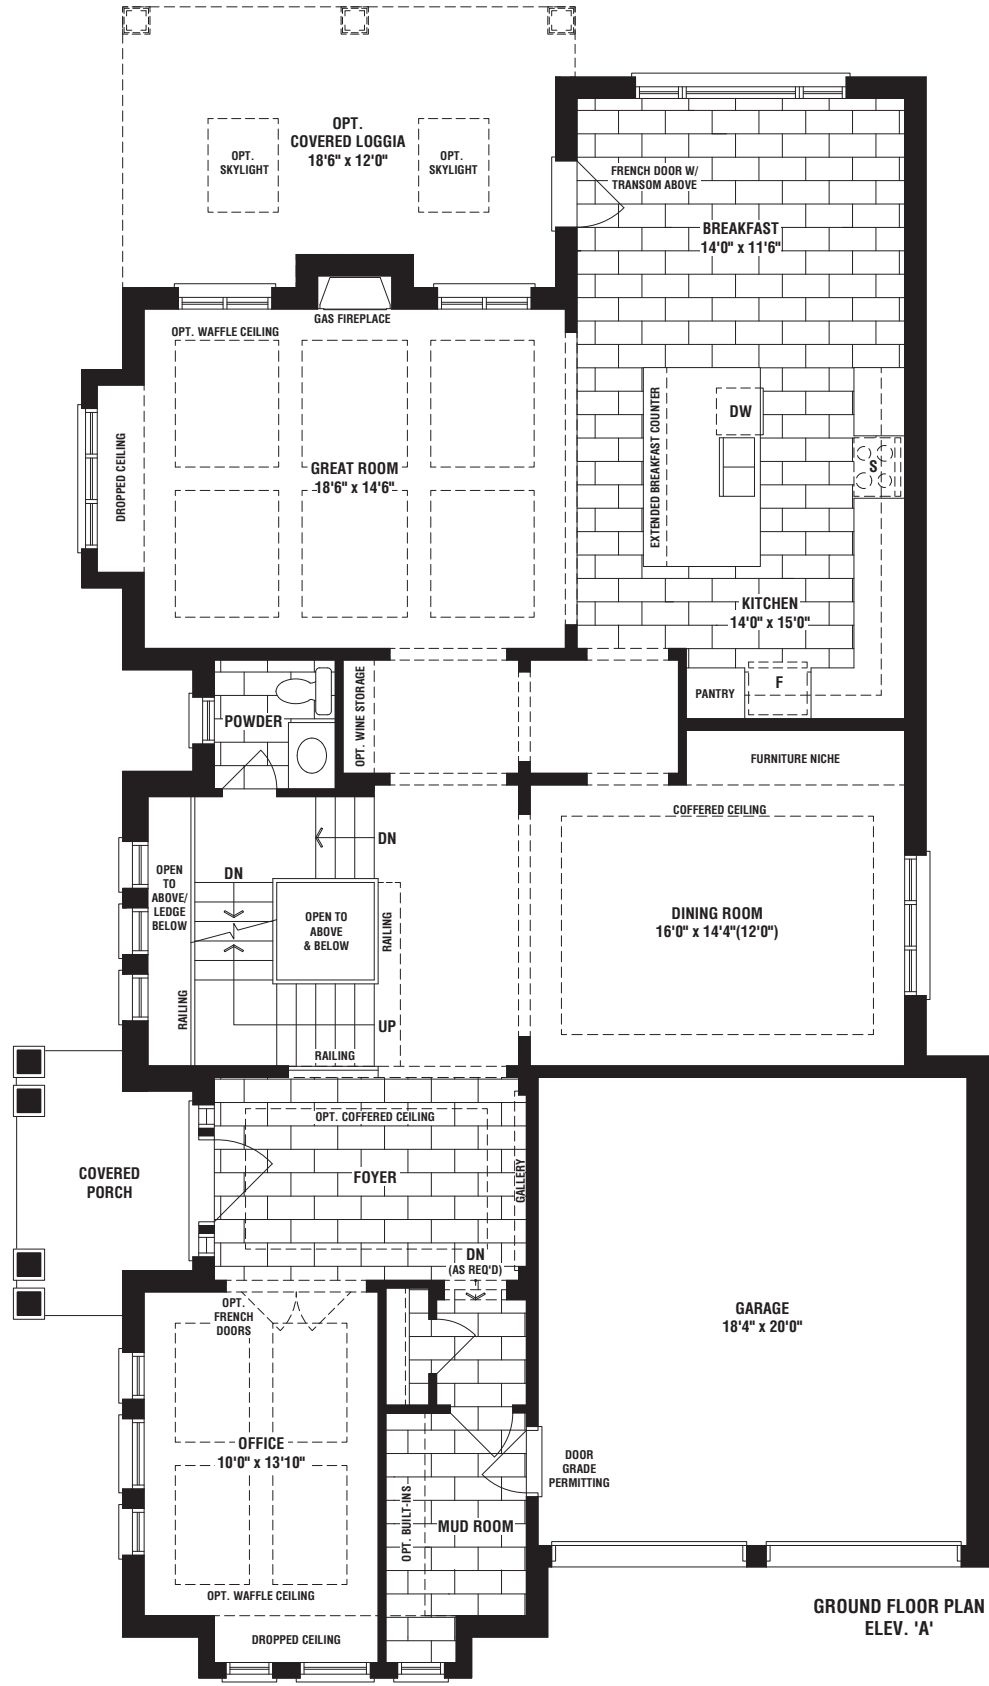 OPT.
COVERED LOGGIA
18'6" x 12'0"
OPT.
SKYLIGHT
OPT.
SKYLIGHT
FRENCH DOOR W/
TRANSOM ABOVE
BREAKFAST
14'0" x 11'6"
GAS FIREPLACE
OPT. WAFFLE CEILING
DROPPED CEILING
GREAT ROOM
18'6" x 14'6"
EXTENDED BREAKFAST COUNTER
DW
S
KITCHEN
14'0" x 15'0"
PANTRY
F
POWDER
OPT. WINE STORAGE
FURNITURE NICHE
COFFERED CEILING
DN
DN
OPEN
TO
ABOVE/
LEDGE
BELOW
OPEN TO
ABOVE
& BELOW
RAILING
DINING ROOM
16'0" x 14'4"(12'0")
RAILING
UP
RAILING
OPT. COFFERED CEILING
COVERED
PORCH
FOYER
GALLERY
DN
(AS REQ'D)
OPT.
FRENCH
DOORS
GARAGE
18'4" x 20'0"
OFFICE
10'0" x 13'10"
DOOR
GRADE
PERMITTING
OPT. BUILT-INS
MUD ROOM
OPT. WAFFLE CEILING
DROPPED CEILING
GROUND FLOOR PLAN
ELEV. 'A'